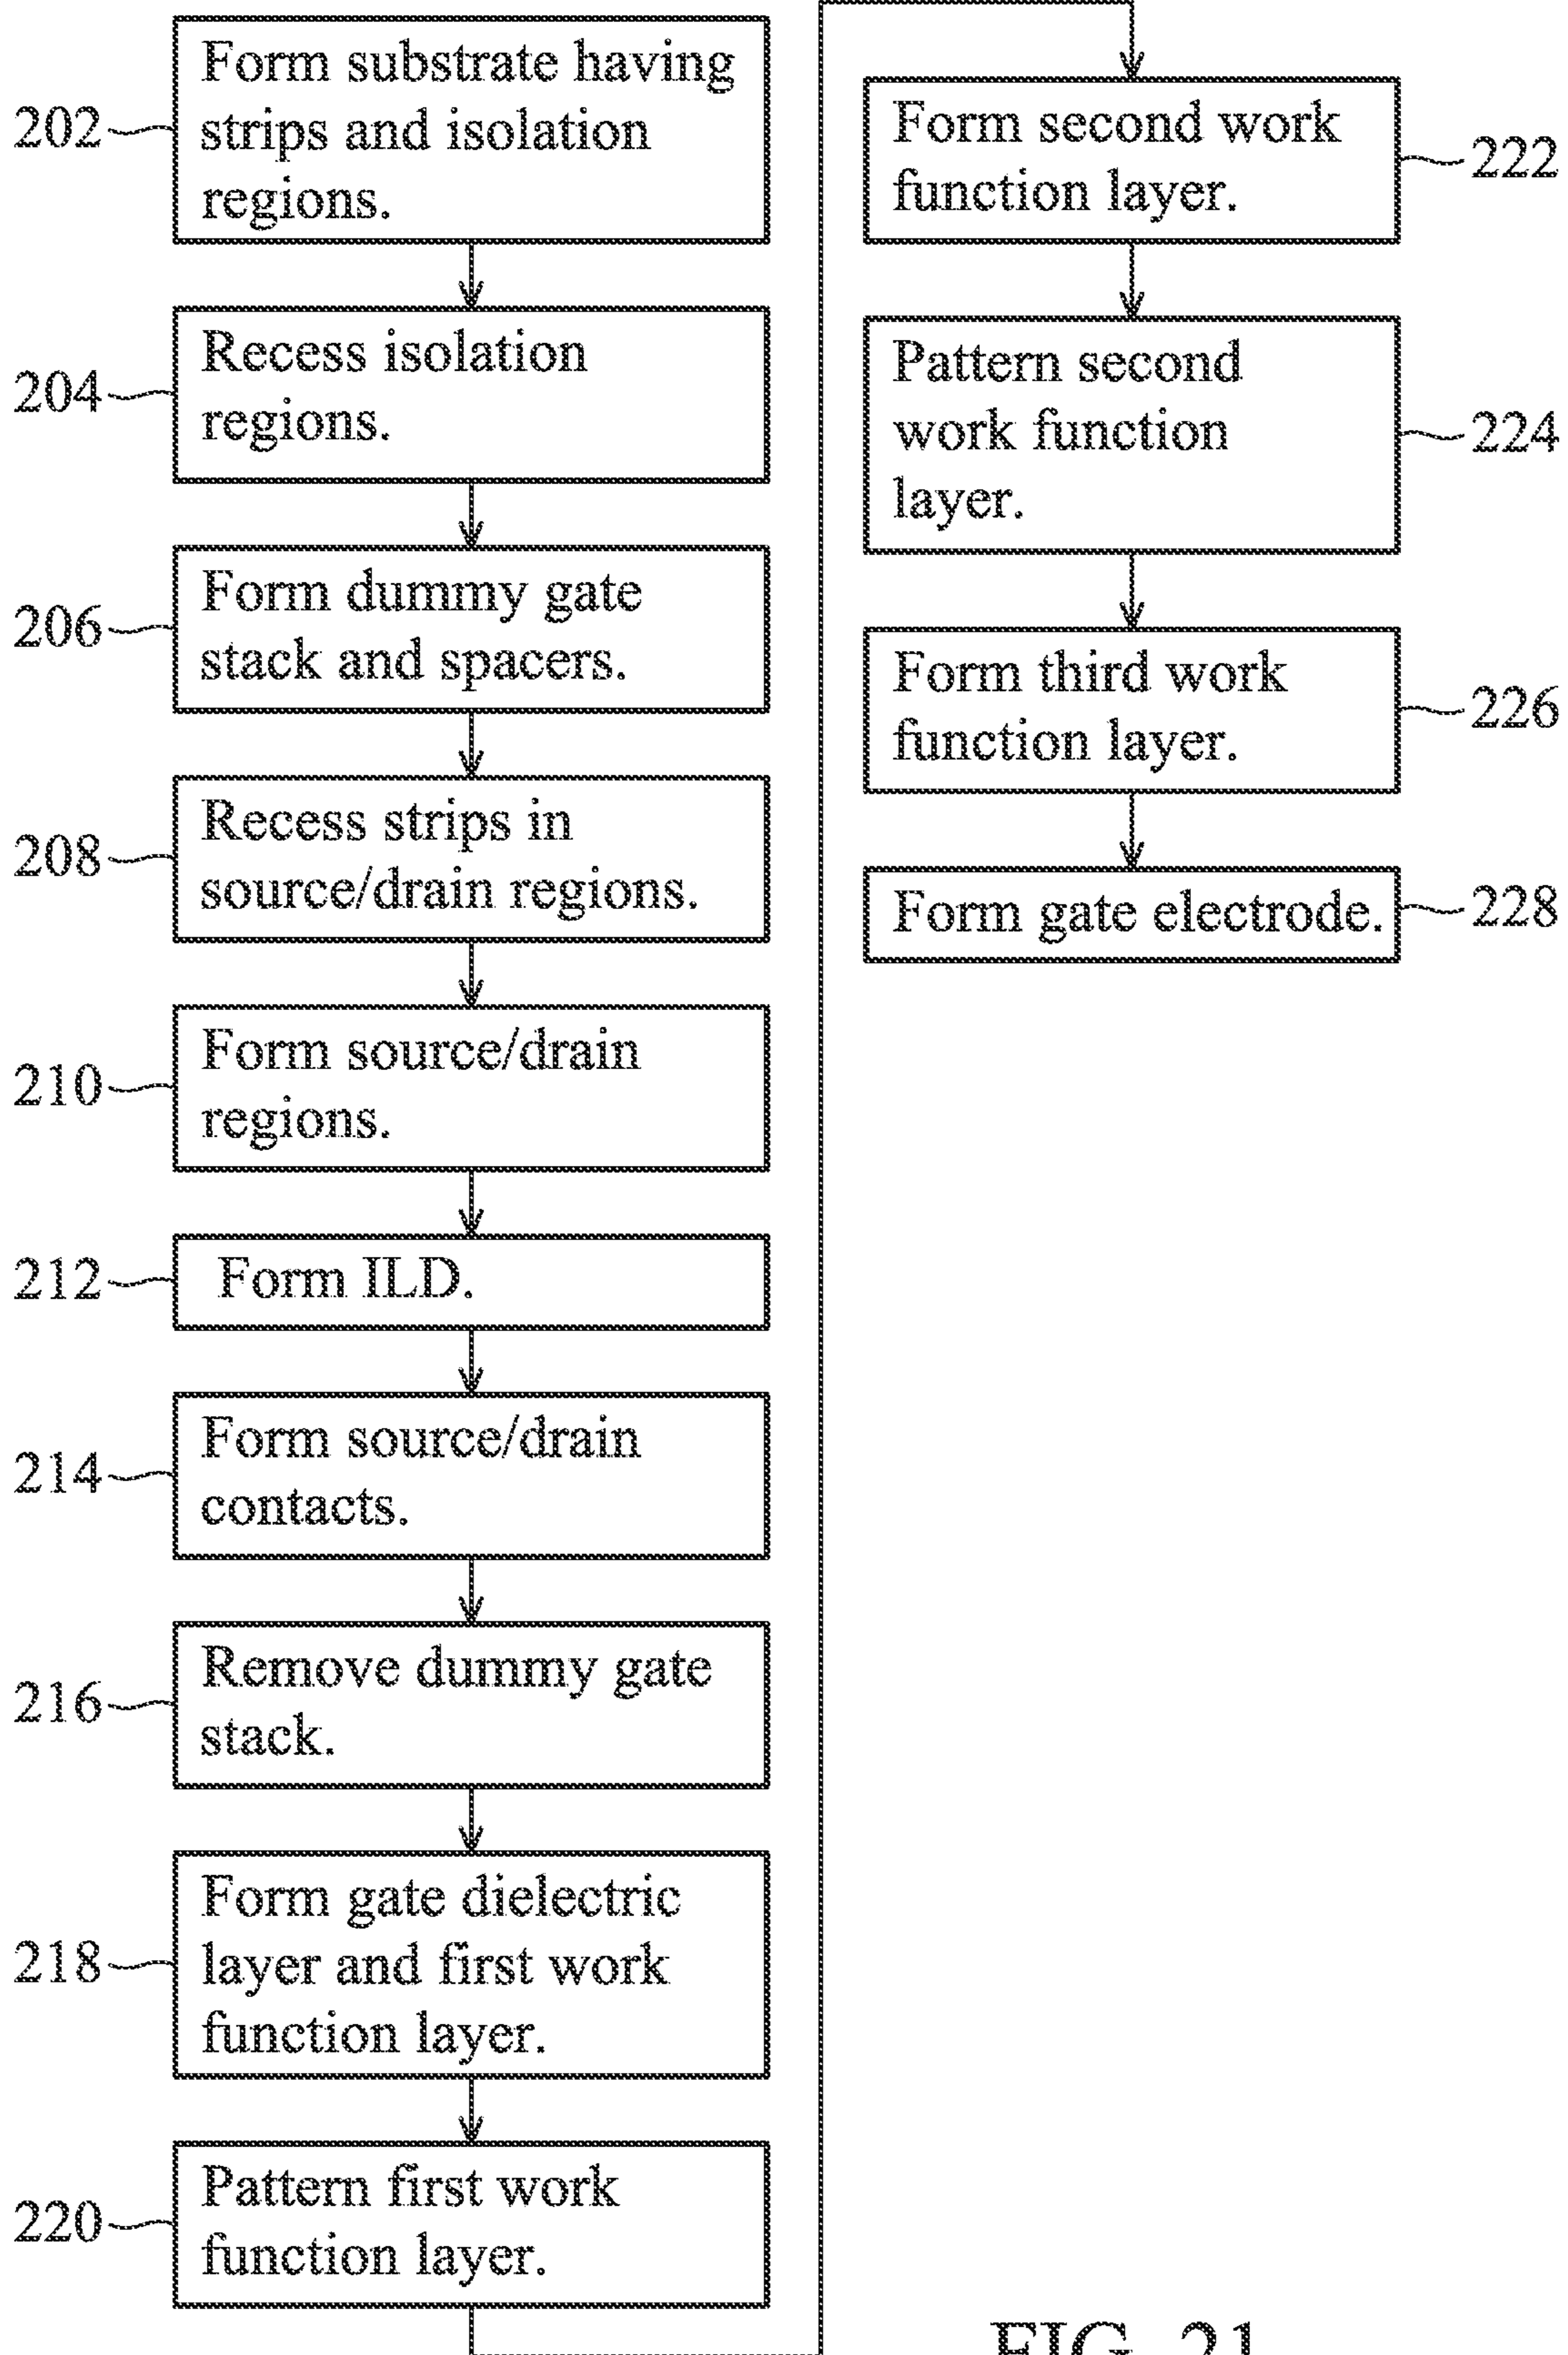 202
Form substrate having
strips and isolation
regions.
204
Recess isolation
regions.
206
Form dummy gate
stack and spacers.
208
Recess strips in
source/drain regions.
210
Form source/drain
regions.
212
Form ILD.
214
Form source/drain
contacts.
216
Remove dummy gate
stack.
218
Form gate dielectric
layer and first work
function layer.
220
Pattern first work
function layer.
Form second work
function layer.
222
Pattern second
work function
layer.
224
Form third work
function layer.
226
Form gate electrode.
228
FIG. 21